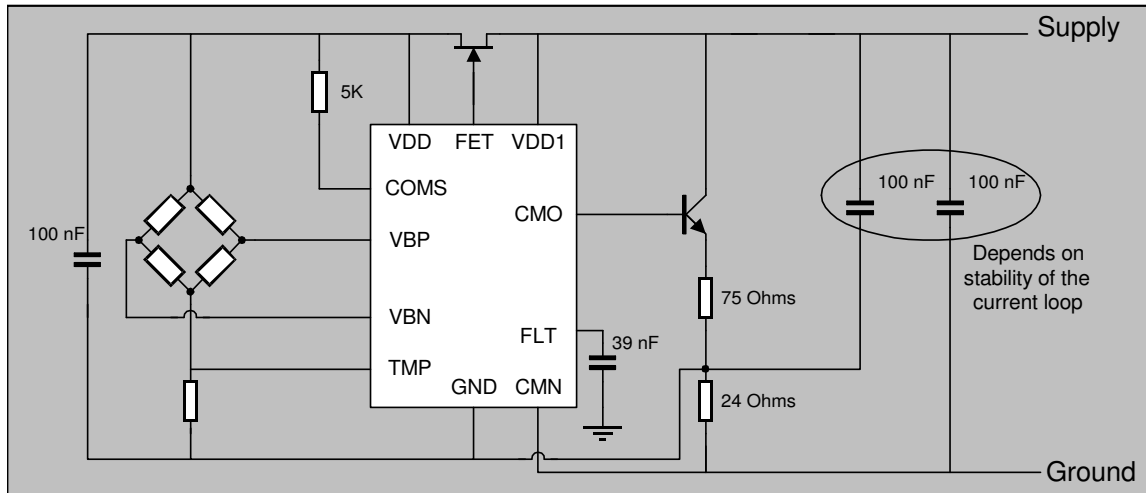 Supply
5K
VDD FET VDD1
COMS
CMO
100 nF 100 nF
100 nF
VBP
Depends on
stability of the
current loop
75 Ohms
VBN
FLT
39 nF
TMP
GND CMN
24 Ohms
Ground